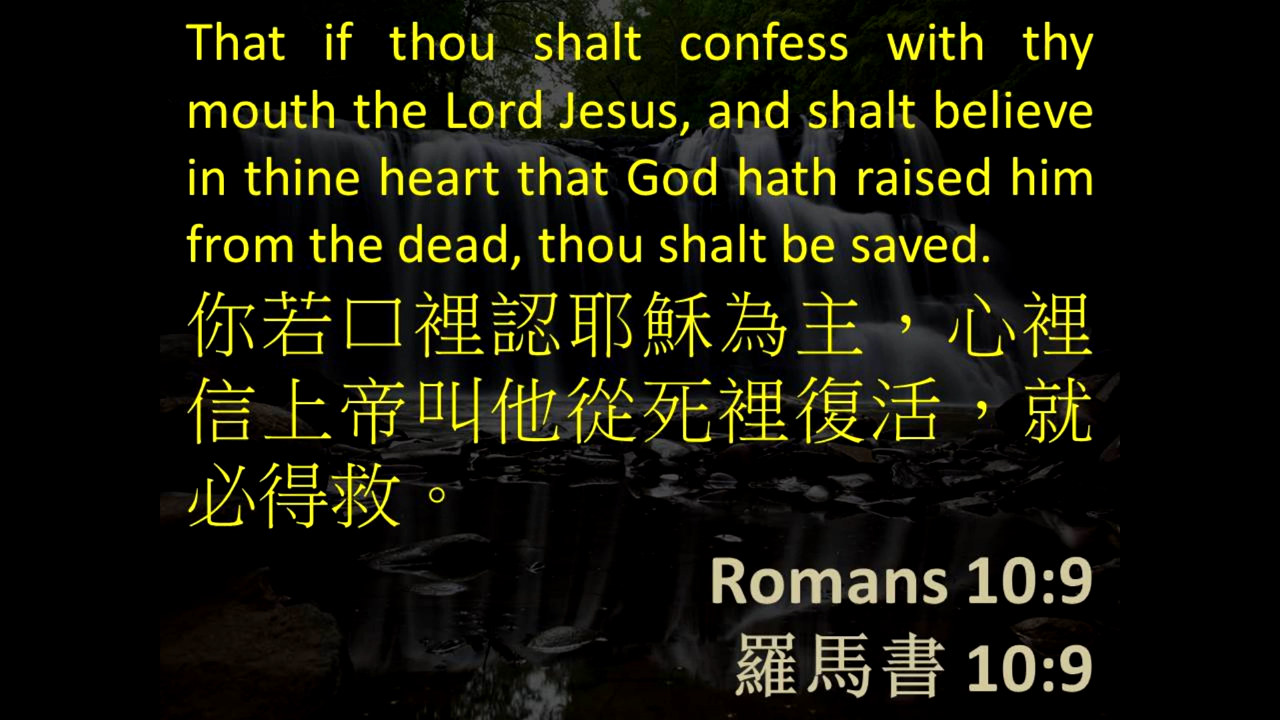 That if thou shalt confess with thy
mouth the Lord Jesus, and shalt believe
in thine heart that God hath raised him
from the dead, thou shalt be saved.
你若口裡認耶穌為主，心裡
信上帝叫他從死裡復活，就
必得救。
Romans 10:9
羅馬書 10:9